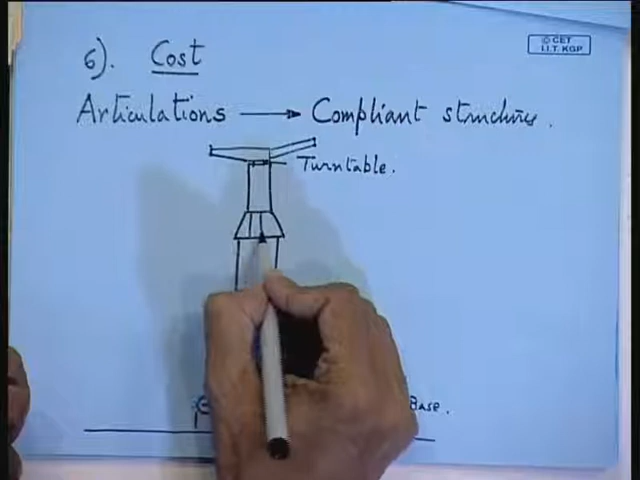 © CET
I.I.T. KGP
6). Cost
Articulations → Compliant structures.
Turntable.
Base.